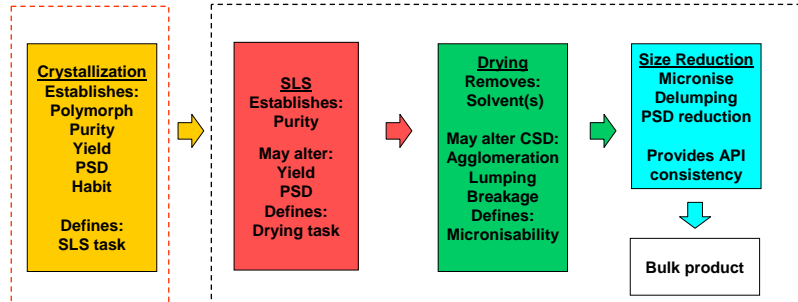 Crystallization
Establishes:
Polymorph
Purity
Yield
PSD
Habit
Defines:
SLS task
SLS
Establishes:
Purity
May alter:
Yield
PSD
Defines:
Drying task
Drying
Removes:
Solvent(s)
May alter CSD:
Agglomeration
Lumping
Breakage
Defines:
Micronisability
Size Reduction
Micronise
Delumping
PSD reduction
Provides API
consistency
Bulk product